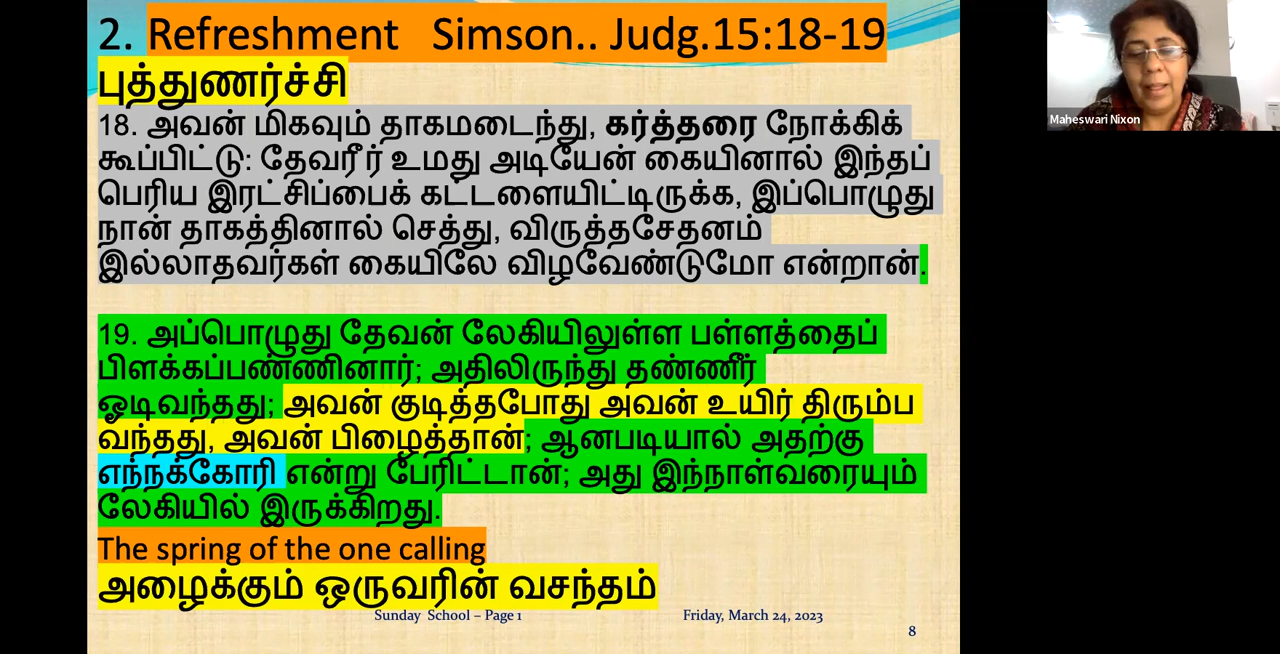 2. Refreshment Simson.. Judg.15:18-19
புத்துணர்ச்சி
18. அவன் மிகவும் தாகமடைந்து, கர்த்தரை நோக்கிக்
கூப்பிட்டு: தேவரீர் உமது அடியேன் கையினால் இந்தப்
பெரிய இரட்சிப்பைக் கட்டளையிட்டிருக்க, இப்பொழுது
நான் தாகத்தினால் செத்து, விருத்தசேதனம்
இல்லாதவர்கள் கையிலே விழவேண்டுமோ என்றான்.
19. அப்பொழுது தேவன் லேகியிலுள்ள பள்ளத்தைப்
பிளக்கப்பண்ணினார்; அதிலிருந்து தண்ணீர்
ஓடிவந்தது; அவன் குடித்தபோது அவன் உயிர் திரும்ப
வந்தது, அவன் பிழைத்தான்; ஆனபடியால் அதற்கு
எந்நக்கோரி என்று பேரிட்டான்; அது இந்நாள்வரையும்
லேகியில் இருக்கிறது.
The spring of the one calling
அழைக்கும் ஒருவரின் வசந்தம்
Sunday School – Page 1 Friday, March 24, 2023
8
Maheswari Nixon